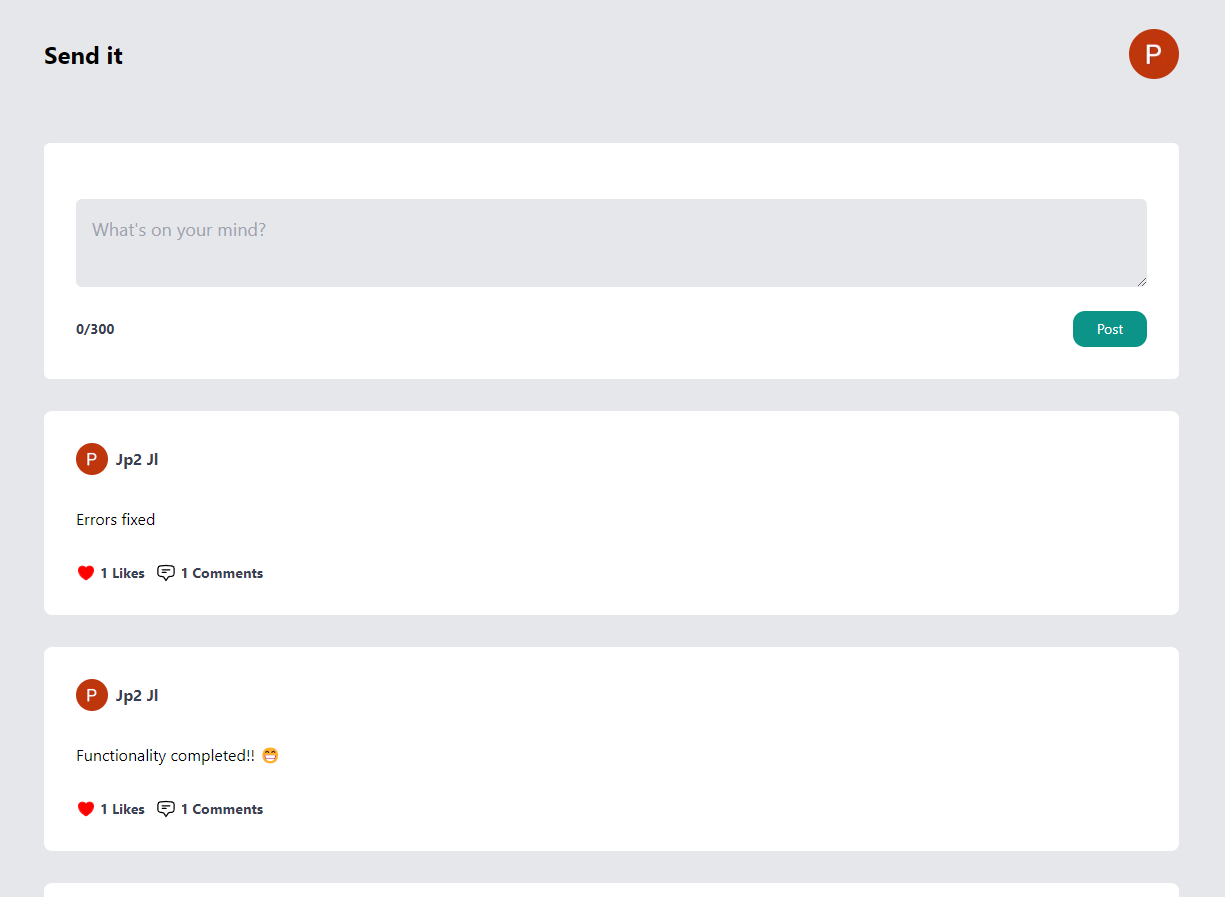 Send it
P
What's on your mind?
0/300
Post
P Jp2 Jl
Errors fixed
1 Likes 1 Comments
P Jp2 Jl
Functionality completed!! 😁
1 Likes 1 Comments